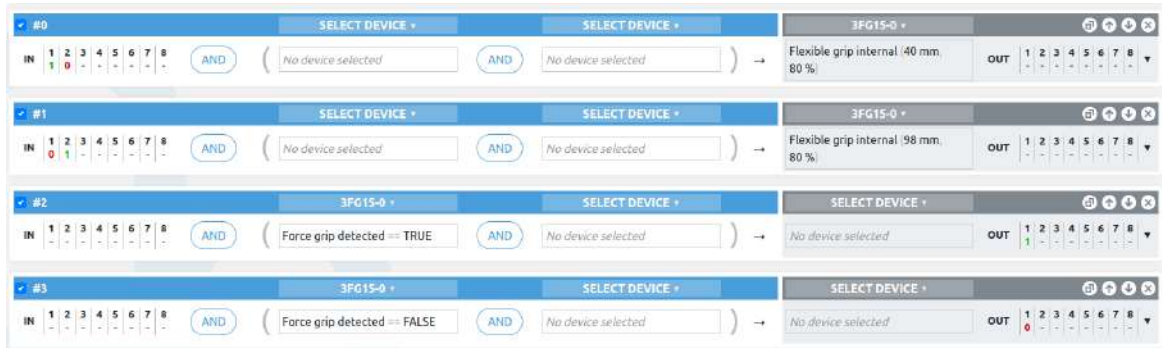 #0 SELECT DEVICE SELECT DEVICE 3FG15-0
IN 1 2 3 4 5 6 7 8 AND ( No device selected AND No device selected ) → Flexible grip internal (40 mm, OUT 1 2 3 4 5 6 7 8
1 0 - - - - - - 80 %) - - - - - - - -
#1 SELECT DEVICE SELECT DEVICE 3FG15-0
IN 1 2 3 4 5 6 7 8 AND ( No device selected AND No device selected ) → Flexible grip internal (98 mm, OUT 1 2 3 4 5 6 7 8
0 1 - - - - - - 80 %) - - - - - - - -
#2 3FG15-0 SELECT DEVICE SELECT DEVICE
IN 1 2 3 4 5 6 7 8 AND ( Force grip detected == TRUE AND No device selected ) → No device selected OUT 1 2 3 4 5 6 7 8
- - - - - - - - 1 - - - - - - -
#3 3FG15-0 SELECT DEVICE SELECT DEVICE
IN 1 2 3 4 5 6 7 8 AND ( Force grip detected == FALSE AND No device selected ) → No device selected OUT 1 2 3 4 5 6 7 8
- - - - - - - - 0 - - - - - - -